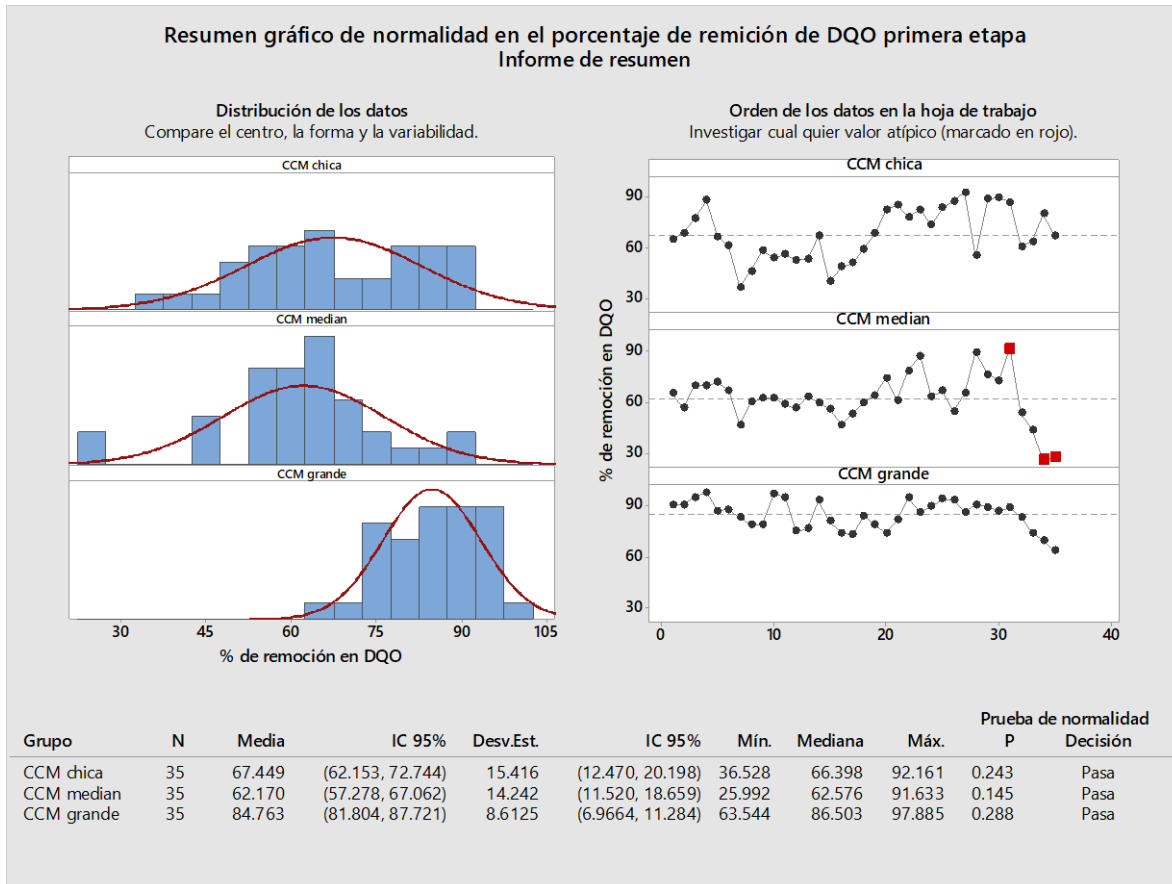 Resumen gráfico de normalidad en el porcentaje de remición de DQO primera etapa
Informe de resumen
Distribución de los datos
Compare el centro, la forma y la variabilidad.
CCM chica
CCM median
CCM grande
30 45 60 75 90 105
% de remoción en DQO
Orden de los datos en la hoja de trabajo
Investigar cual quier valor atípico (marcado en rojo).
CCM chica
90
60
30
CCM median
90
60
30
CCM grande
90
60
30
% de remoción en DQO
0 10 20 30 40
Prueba de normalidad
Grupo N Media IC 95% Desv.Est. IC 95% Mín. Mediana Máx. P Decisión
CCM chica 35 67.449 (62.153, 72.744) 15.416 (12.470, 20.198) 36.528 66.398 92.161 0.243 Pasa
CCM median 35 62.170 (57.278, 67.062) 14.242 (11.520, 18.659) 25.992 62.576 91.633 0.145 Pasa
CCM grande 35 84.763 (81.804, 87.721) 8.6125 (6.9664, 11.284) 63.544 86.503 97.885 0.288 Pasa